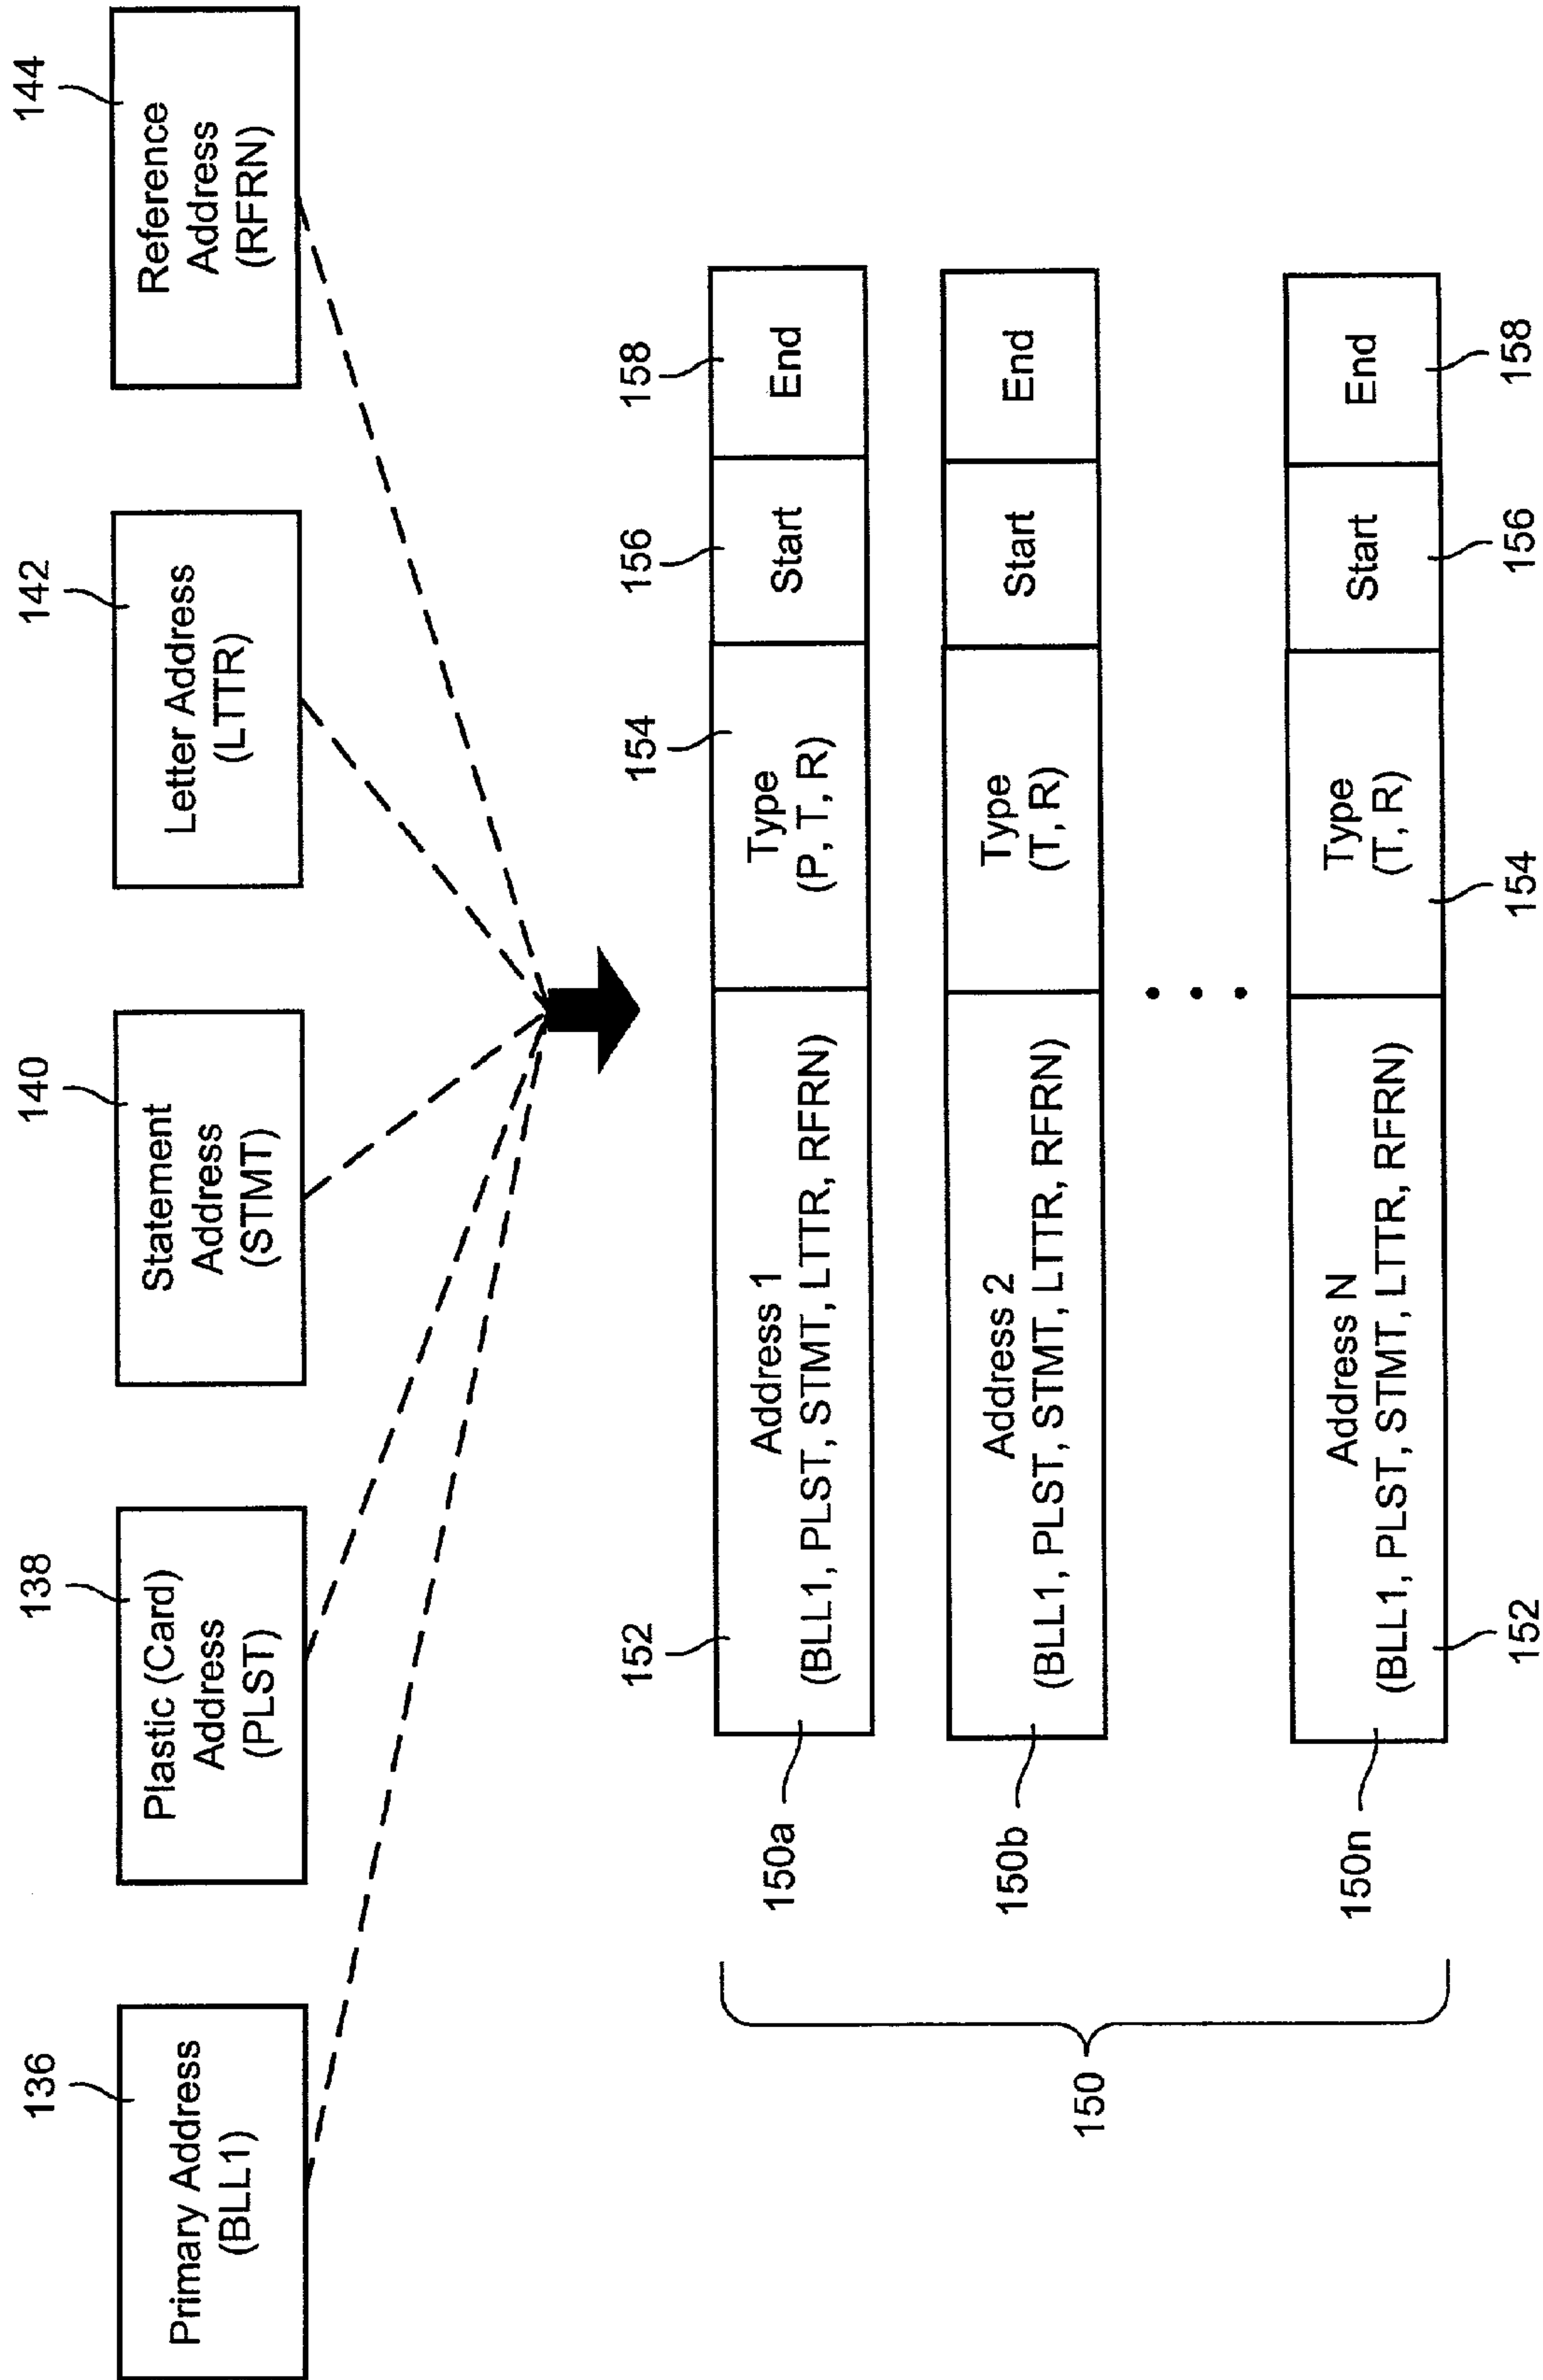 136
138
140
142
144
Primary Address
(BLL1)
Plastic (Card)
Address
(PLST)
Statement
Address
(STMT)
Letter Address
(LTTR)
Reference
Address
(RFRN)
152
154
156
158
150a
Address 1
(BLL1, PLST, STMT, LTTR, RFRN)
Type
(P, T, R)
Start
End
150b
Address 2
(BLL1, PLST, STMT, LTTR, RFRN)
Type
(T, R)
Start
End
150
150n
Address N
(BLL1, PLST, STMT, LTTR, RFRN)
Type
(T, R)
Start
End
152
154
156
158